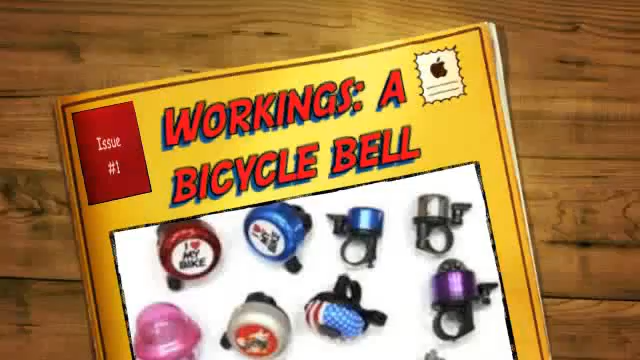 Issue
#1
WORKINGS: A
BICYCLE BELL
I ❤ MY
BIKE